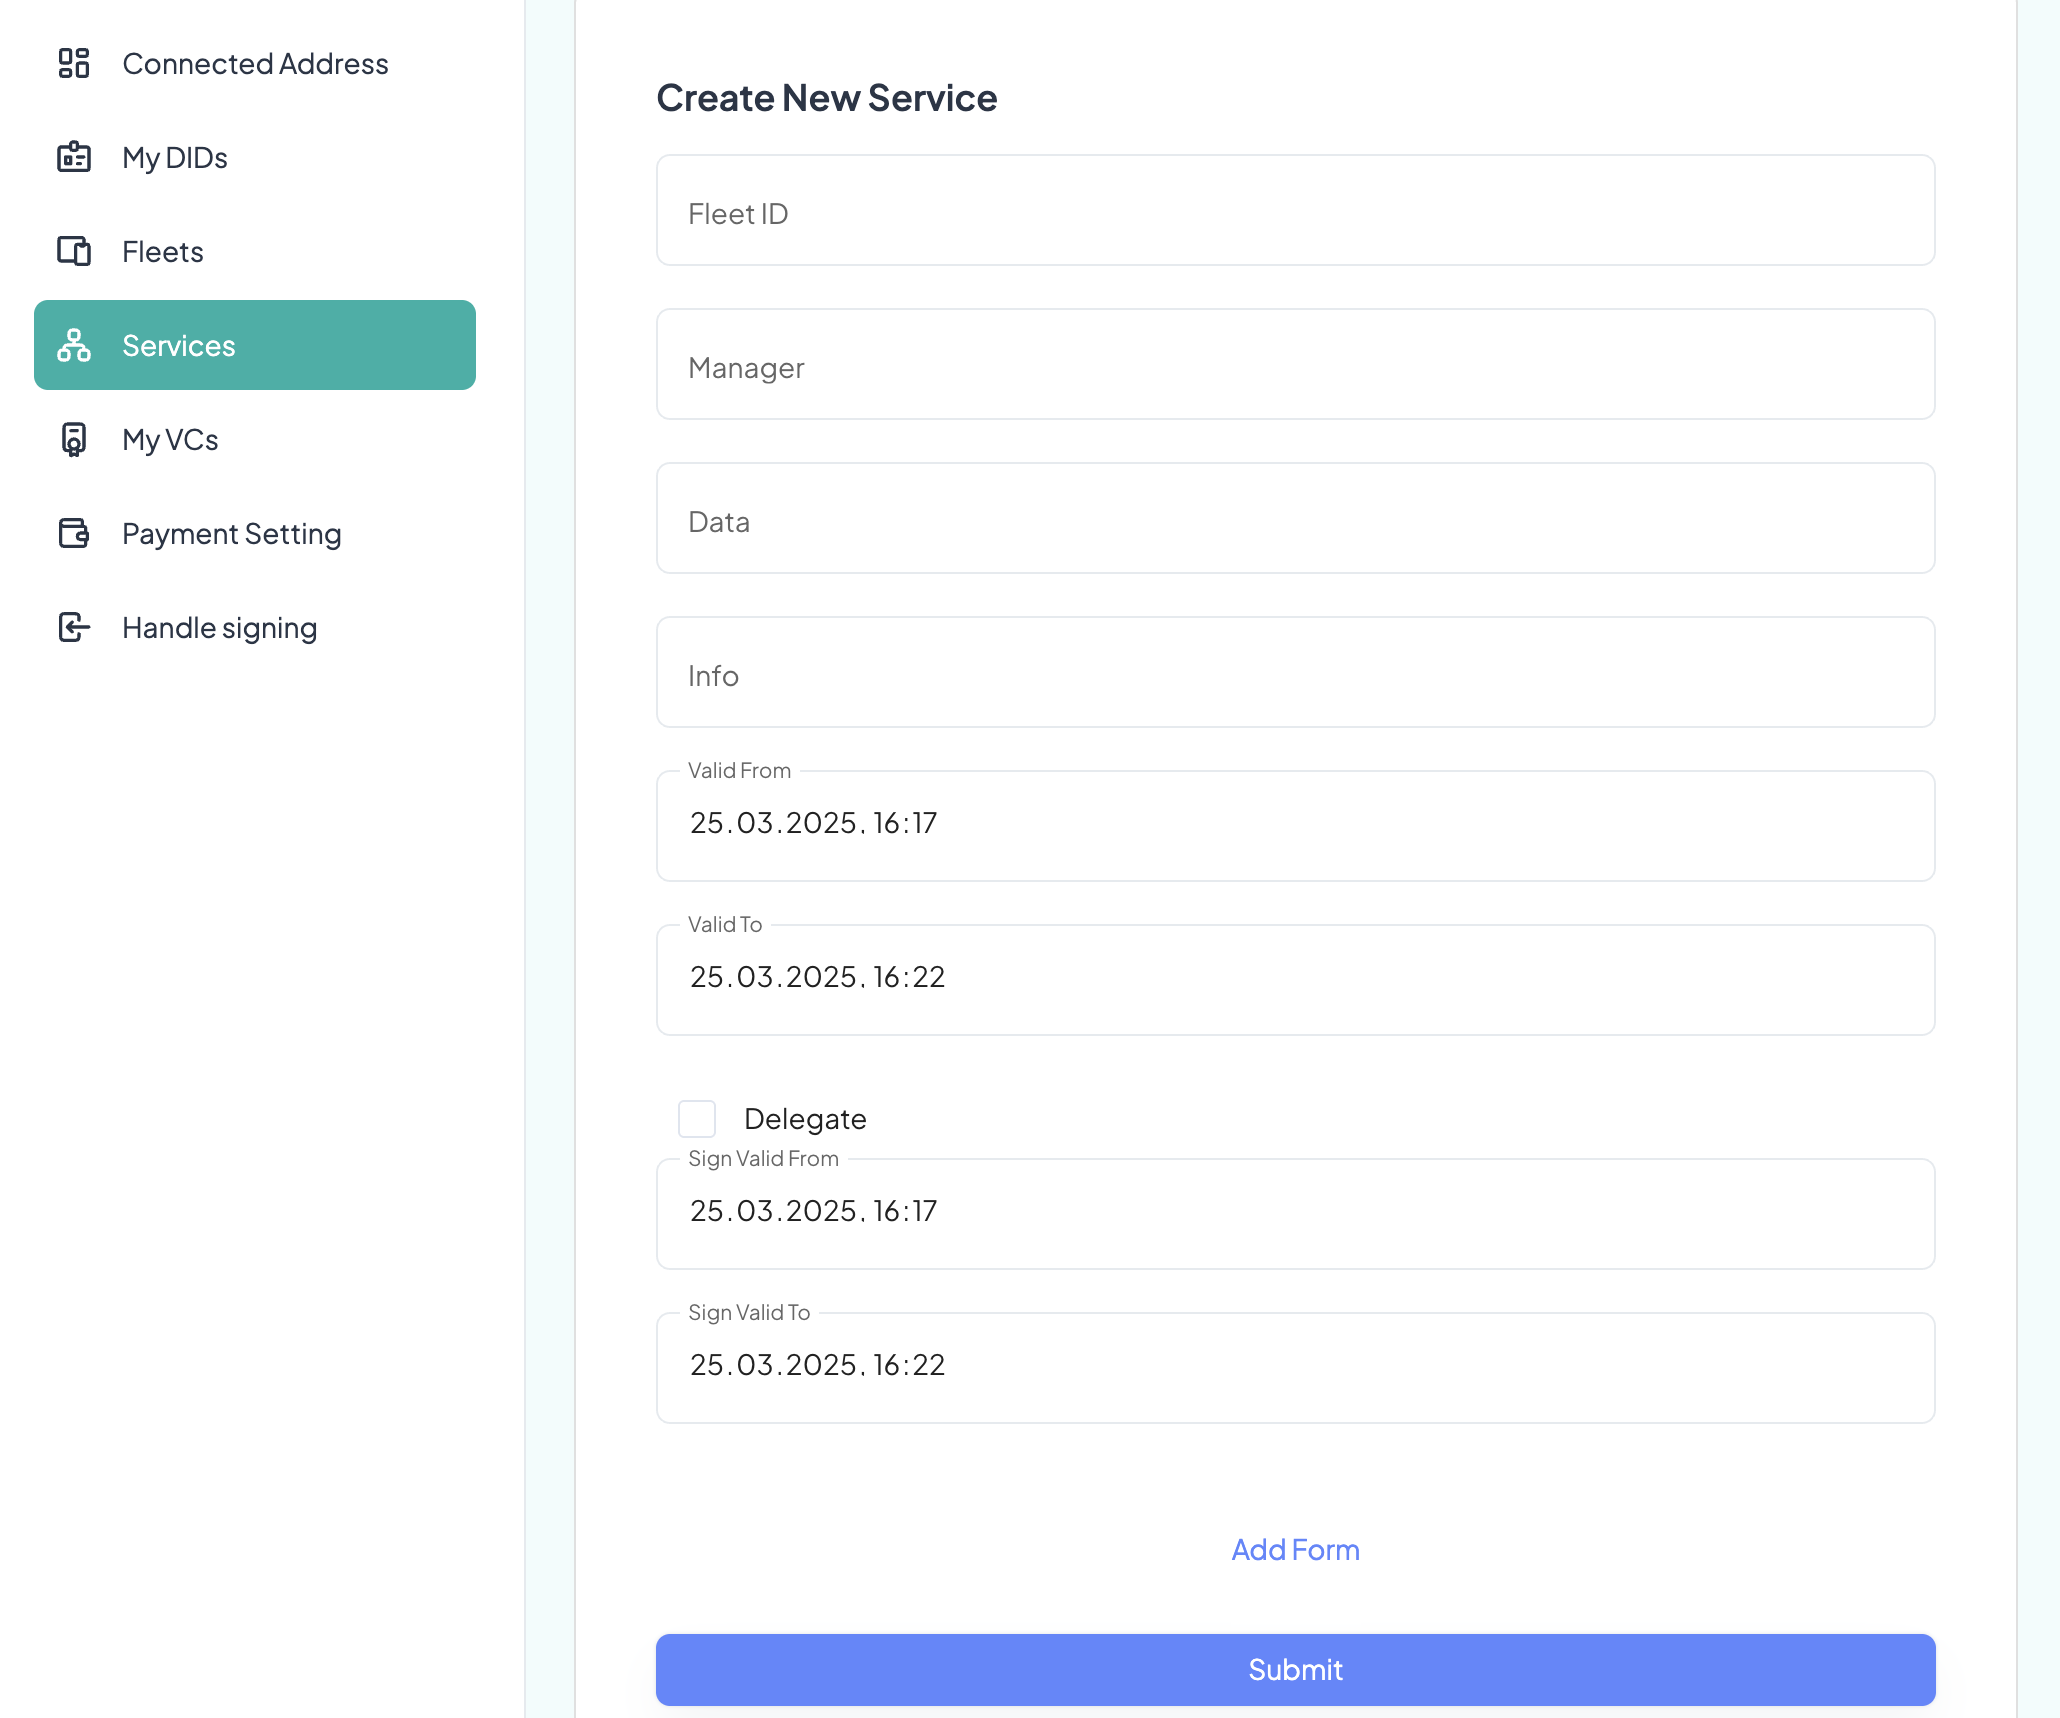 Connected Address
My DIDs
Fleets
Services
My VCs
Payment Setting
Handle signing
Create New Service
Fleet ID
Manager
Data
Info
Valid From
25.03.2025, 16:17
Valid To
25.03.2025, 16:22
Delegate
Sign Valid From
25.03.2025, 16:17
Sign Valid To
25.03.2025, 16:22
Add Form
Submit